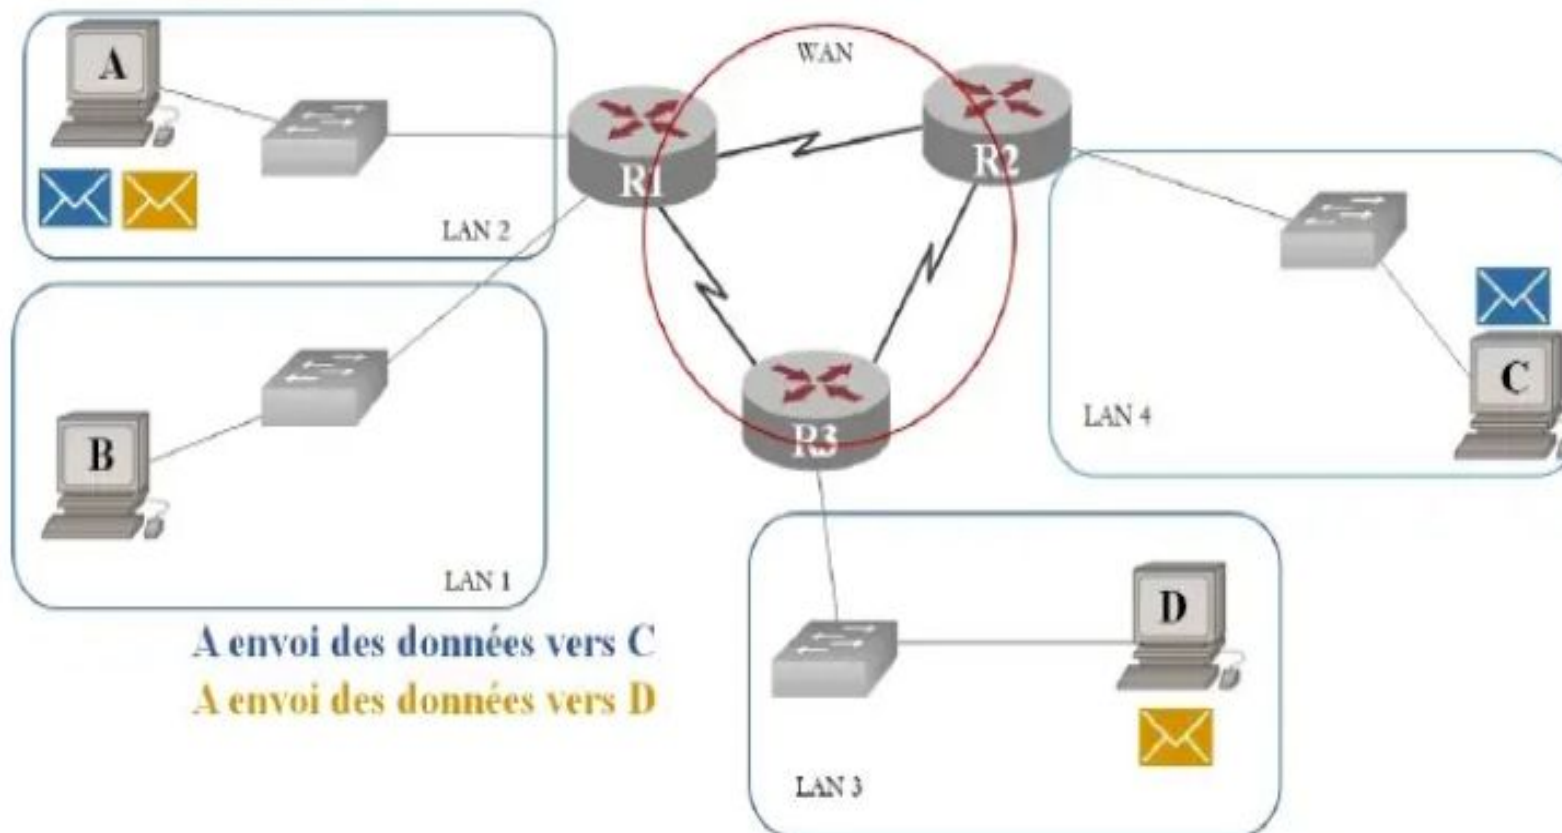 A
WAN
R1
R2
LAN 2
B
LAN 1
R3
C
LAN 4
A envoi des données vers C
A envoi des données vers D
D
LAN 3